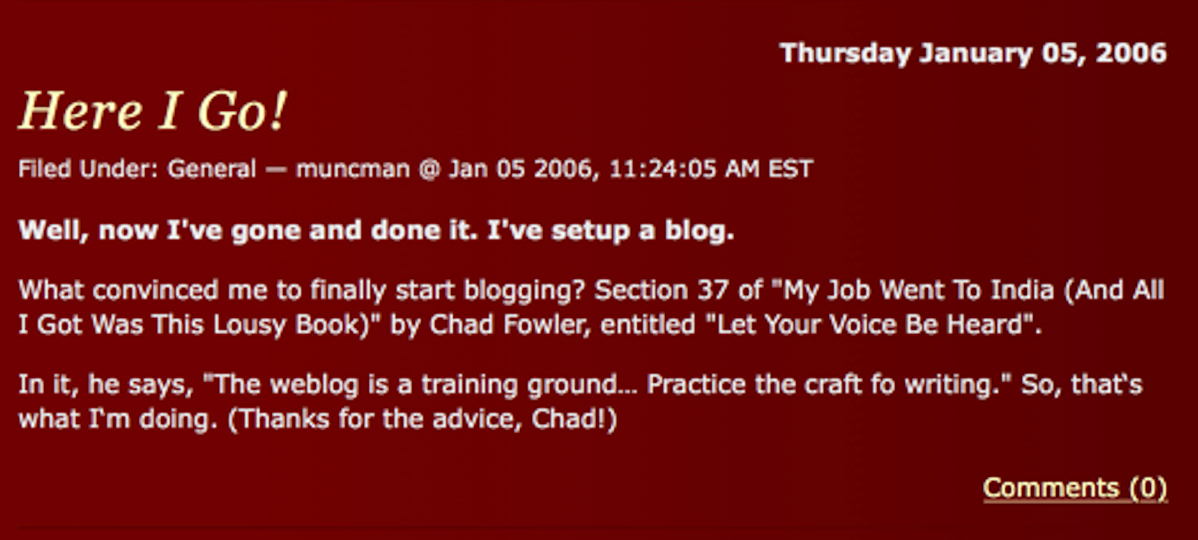 Thursday January 05, 2006
Here I Go!
Filed Under: General — muncman @ Jan 05 2006, 11:24:05 AM EST
Well, now I've gone and done it. I've setup a blog.
What convinced me to finally start blogging? Section 37 of "My Job Went To India (And All
I Got Was This Lousy Book)" by Chad Fowler, entitled "Let Your Voice Be Heard".
In it, he says, "The weblog is a training ground... Practice the craft fo writing." So, that's
what I'm doing. (Thanks for the advice, Chad!)
Comments (0)